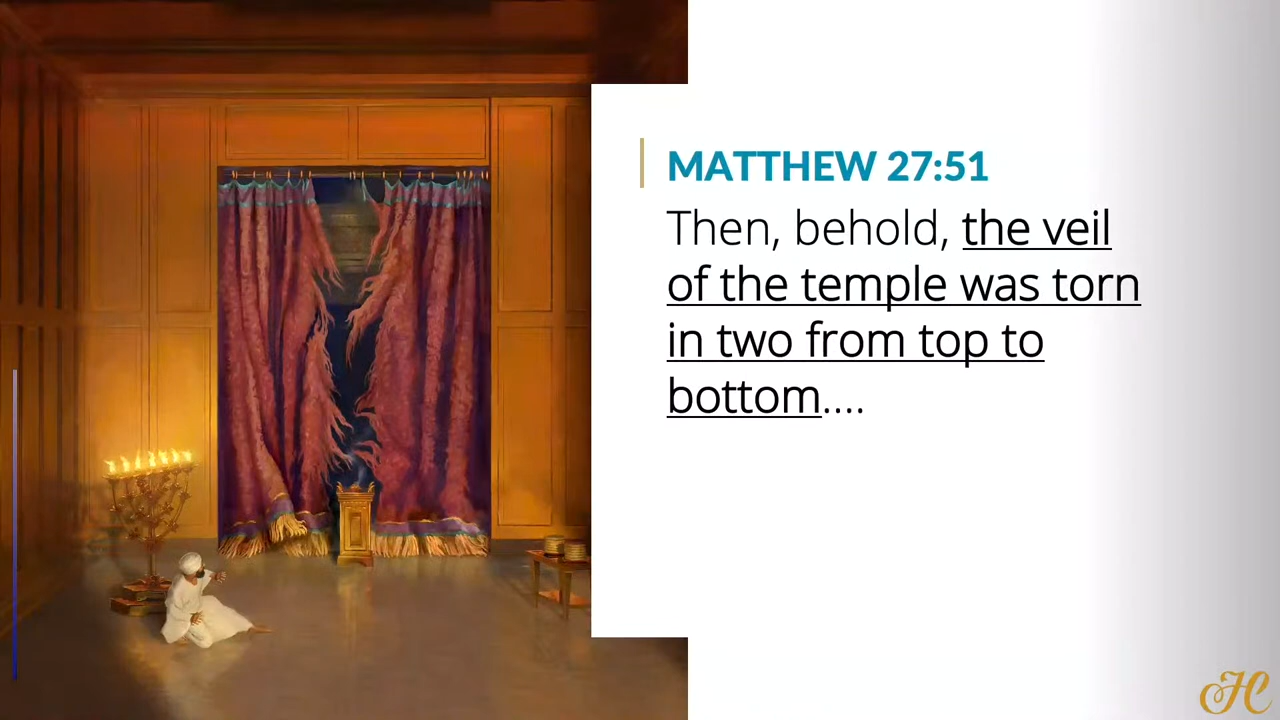 MATTHEW 27:51
Then, behold, the veil
of the temple was torn
in two from top to
bottom....
H